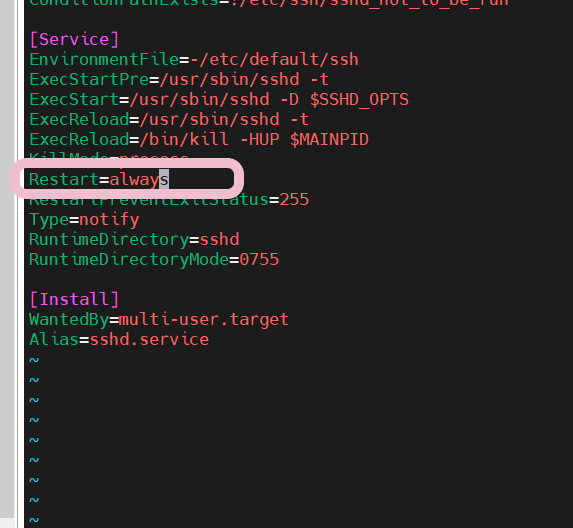 ConditionPathExists=!/etc/ssh/sshd_not_to_be_run
[Service]
EnvironmentFile=-/etc/default/ssh
ExecStartPre=/usr/sbin/sshd -t
ExecStart=/usr/sbin/sshd -D $SSHD_OPTS
ExecReload=/usr/sbin/sshd -t
ExecReload=/bin/kill -HUP $MAINPID
KillMode=process
Restart=always
RestartPreventExitStatus=255
Type=notify
RuntimeDirectory=sshd
RuntimeDirectoryMode=0755
[Install]
WantedBy=multi-user.target
Alias=sshd.service
~
~
~
~
~
~
~
~
~